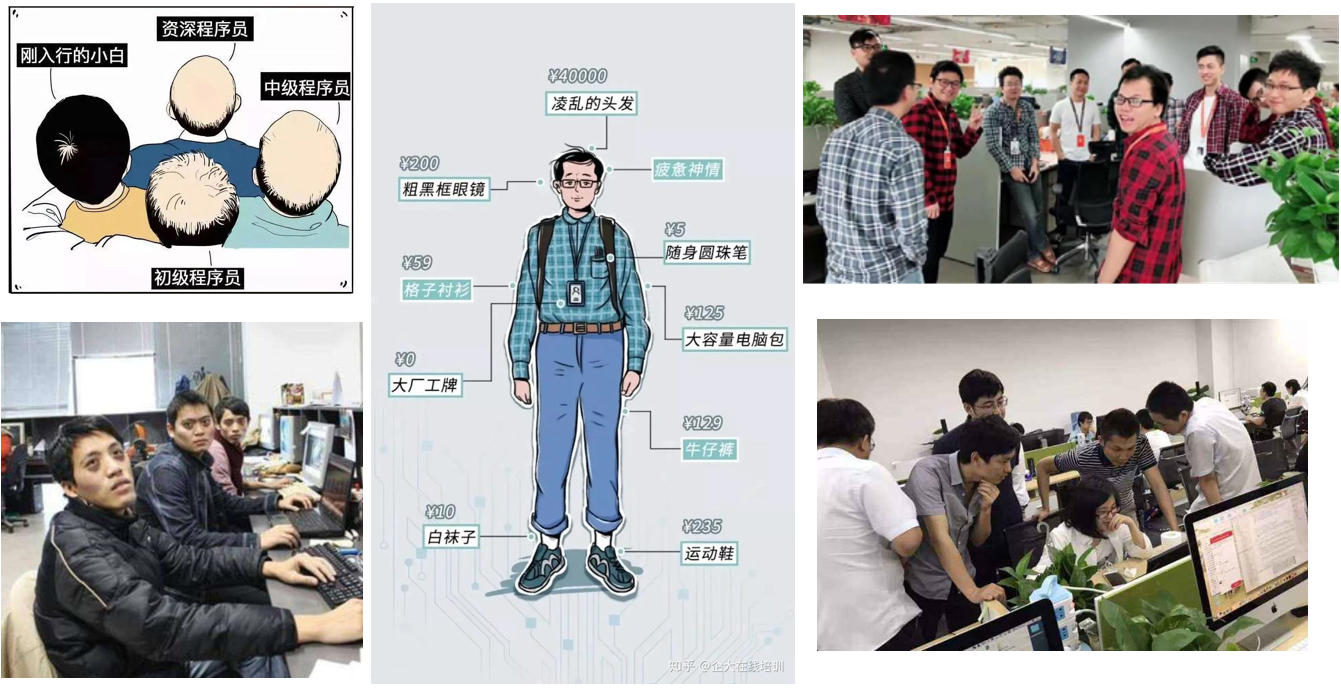 资深程序员
刚入行的小白
中级程序员
初级程序员
¥40000
凌乱的头发
¥200
粗黑框眼镜
疲惫神情
¥5
随身圆珠笔
¥59
格子衬衫
¥125
大容量电脑包
¥0
大厂工牌
¥129
牛仔裤
¥10
白袜子
¥235
运动鞋
知乎 @企大在线培训